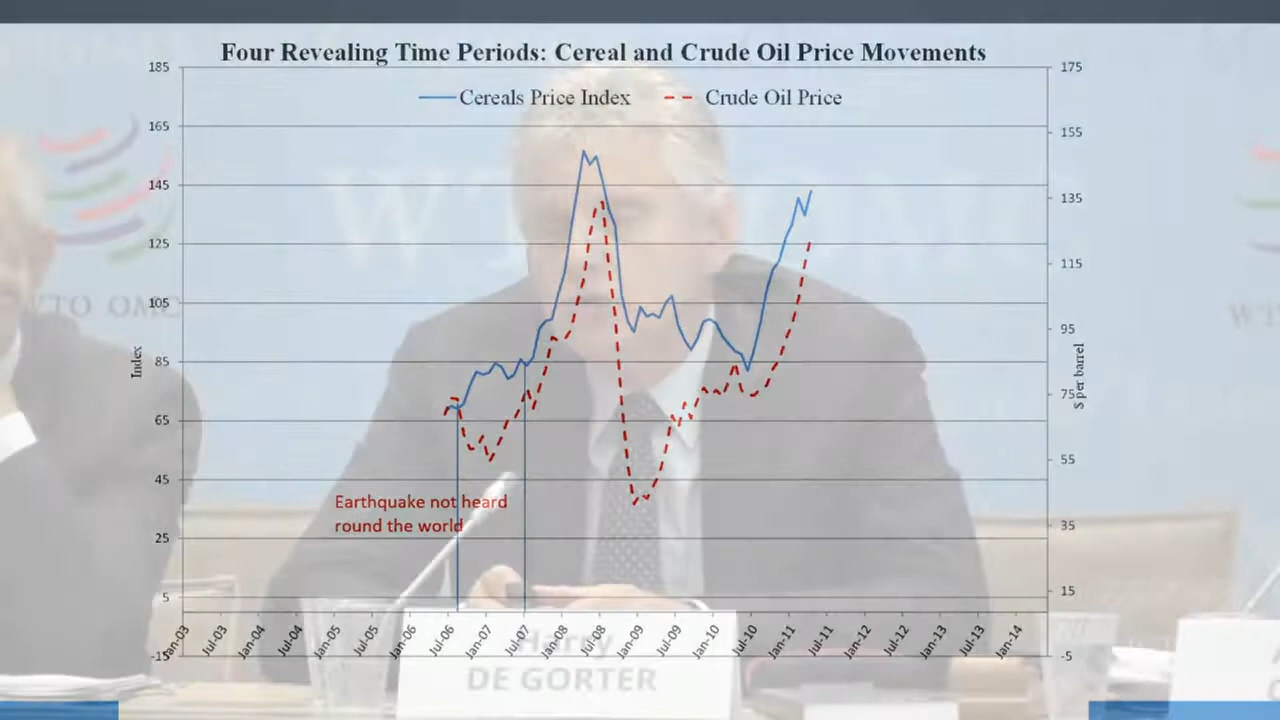 Four Revealing Time Periods: Cereal and Crude Oil Price Movements
Cereals Price Index
Crude Oil Price
185
165
145
125
105
85
65
45
25
5
-15
Index
175
155
135
115
95
75
55
35
15
-5
$ per barrel
Earthquake not heard
round the world
Jan-03
Jul-03
Jan-04
Jul-04
Jan-05
Jul-05
Jan-06
Jul-06
Jan-07
Jul-07
Jan-08
Jul-08
Jan-09
Jul-09
Jan-10
Jul-10
Jan-11
Jul-11
Jan-12
Jul-12
Jan-13
Jul-13
Jan-14
WTO OMC
Harry
DE GORTER